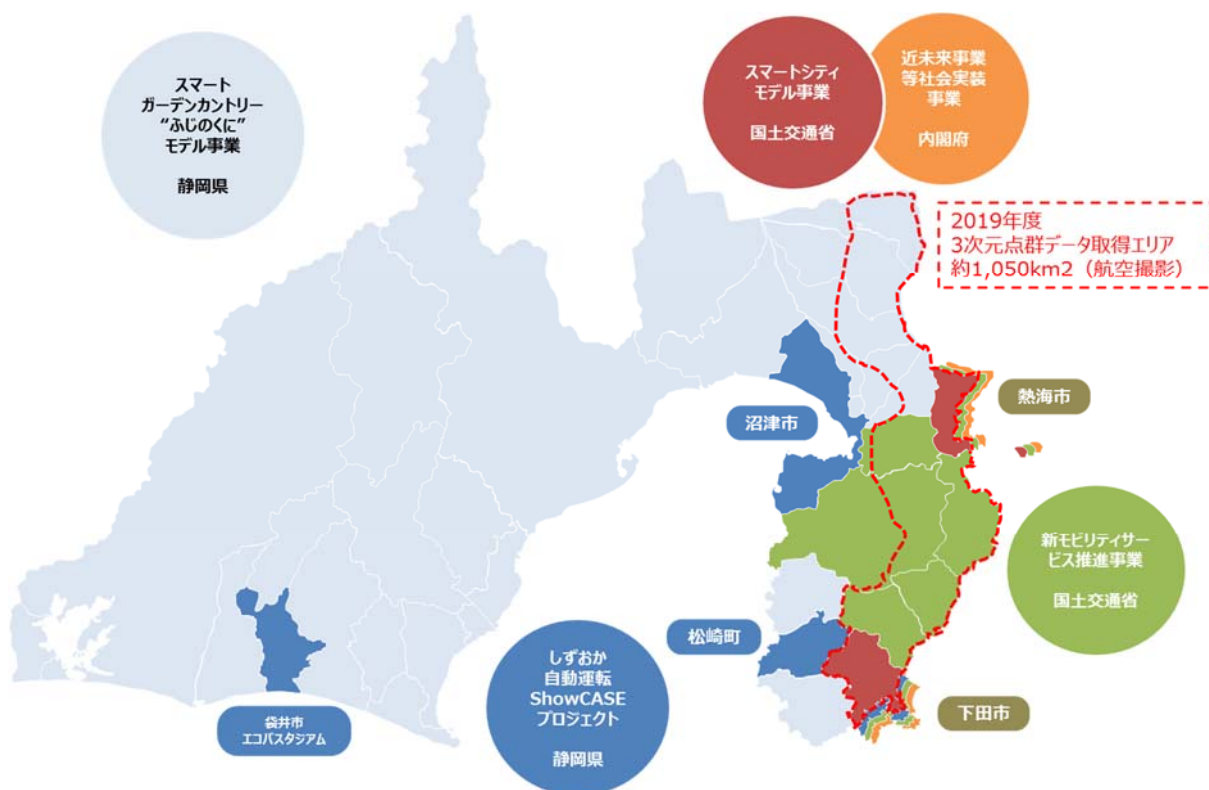 スマート
ガーデンカントリー
“ふじのくに”
モデル事業
静岡県
スマートシティ
モデル事業
国土交通省
近未来事業
等社会実装
事業
内閣府
2019年度
3次元点群データ取得エリア
約1,050km2（航空撮影）
熱海市
沼津市
新モビリティサー
ビス推進事業
国土交通省
松崎町
しずおか
自動運転
ShowCASE
プロジェクト
静岡県
袋井市
エコパスタジアム
下田市